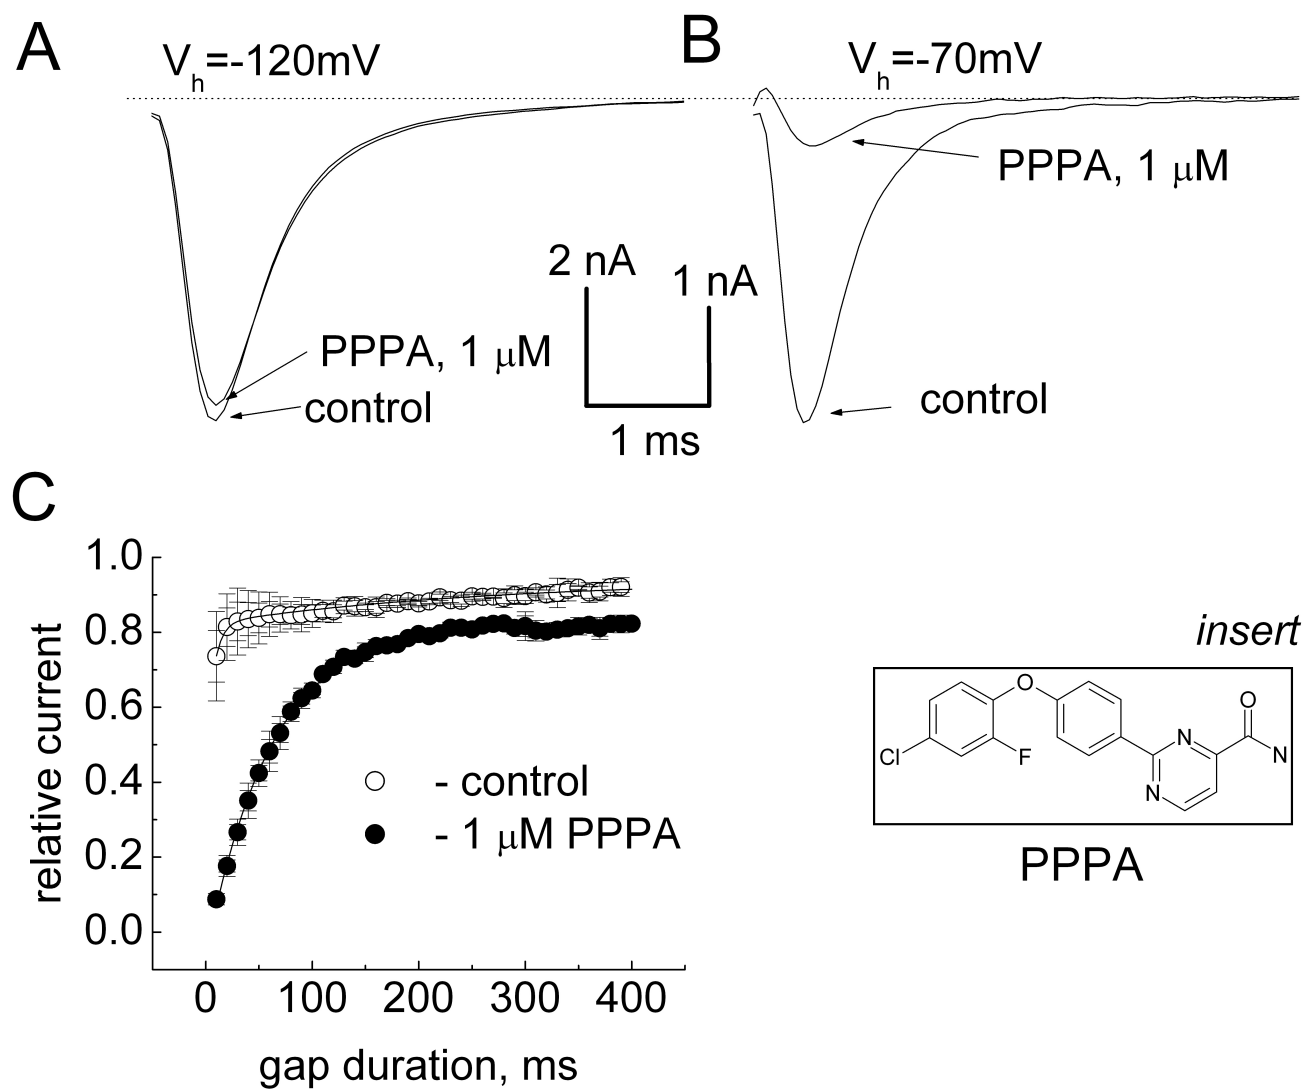 A
V h=-120mV
B
V h=-70mV
PPPA, 1 μM
2 nA
1 nA
PPPA, 1 μM
control
control
1 ms
C
1.0
0.8
0.6
0.4
0.2
0.0
relative current
- control
- 1 μM PPPA
0 100 200 300 400
gap duration, ms
insert
O
O
N
N
Cl
F
N
PPPA